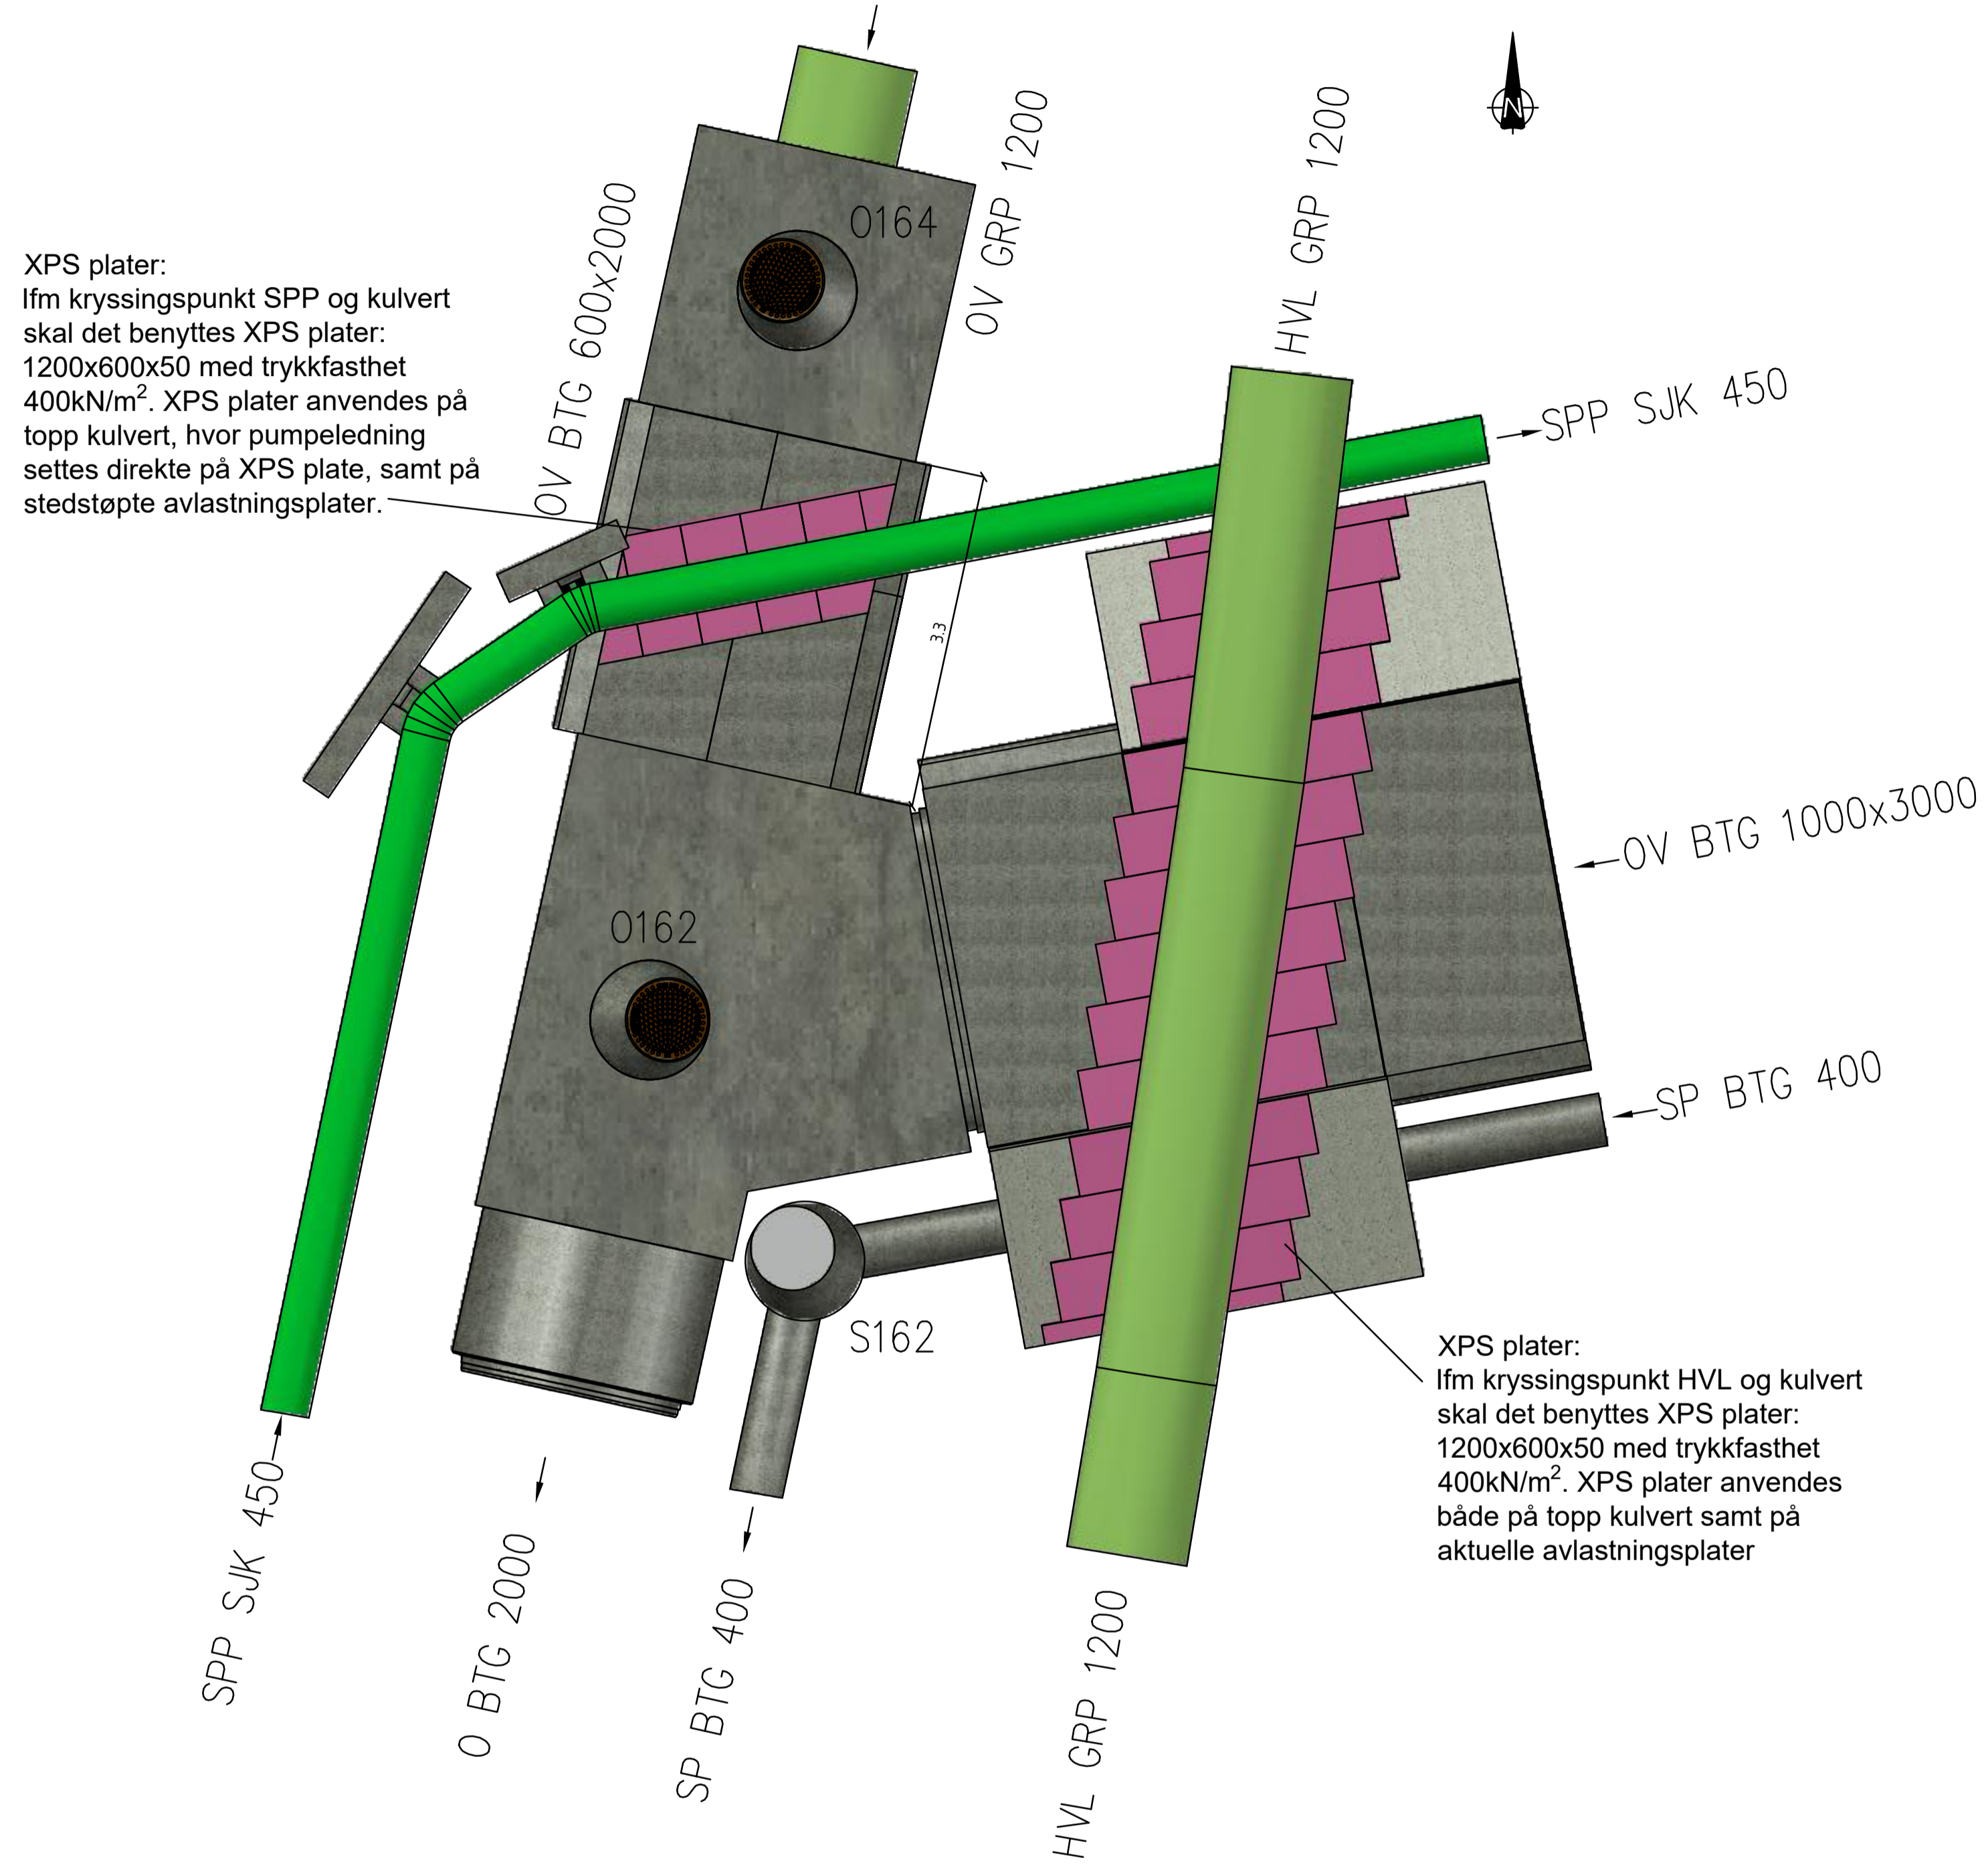 N
OV GRP 1200
HVL GRP 1200
O164
OV BTG 600x2000
XPS plater:
Ifm kryssingspunkt SPP og kulvert
skal det benyttes XPS plater:
1200x600x50 med trykkfasthet
400kN/m². XPS plater anvendes på
topp kulvert, hvor pumpeledning
settes direkte på XPS plate, samt på
stedstøpte avlastningsplater.
SPP SJK 450
3.3
OV BTG 1000x3000
O162
SP BTG 400
S162
XPS plater:
Ifm kryssingspunkt HVL og kulvert
skal det benyttes XPS plater:
1200x600x50 med trykkfasthet
400kN/m². XPS plater anvendes
både på topp kulvert samt på
aktuelle avlastningsplater
SPP SJK 450
O BTG 2000
SP BTG 400
HVL GRP 1200